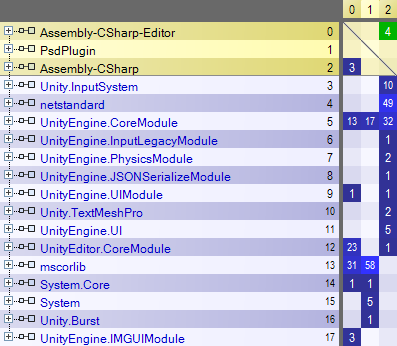 0 1 2
Assembly-CSharp-Editor 0 4
PsdPlugin 1
Assembly-CSharp 2 3
Unity.InputSystem 3 10
netstandard 4 49
UnityEngine.CoreModule 5 13 17 32
UnityEngine.InputLegacyModule 6 1
UnityEngine.PhysicsModule 7 2
UnityEngine.JSONSerializeModule 8 1
UnityEngine.UIModule 9 1 1
Unity.TextMeshPro 10 2
UnityEngine.UI 11 5
UnityEditor.CoreModule 12 23 1
mscorlib 13 31 58
System.Core 14 1 1
System 15 5
Unity.Burst 16 1
UnityEngine.IMGUIModule 17 3